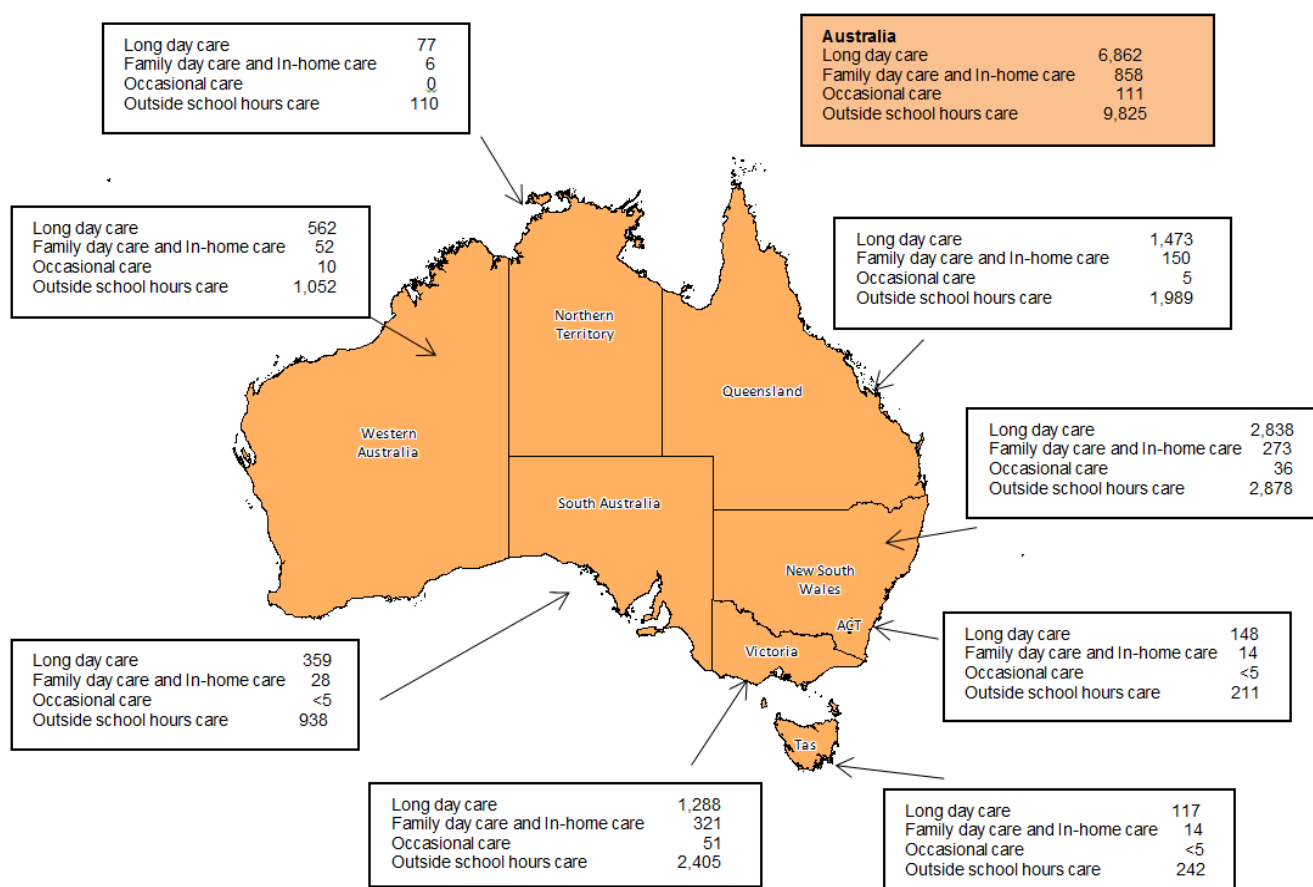 Long day care 77
Family day care and In-home care 6
Occasional care 0
Outside school hours care 110
Australia
Long day care 6,862
Family day care and In-home care 858
Occasional care 111
Outside school hours care 9,825
Long day care 562
Family day care and In-home care 52
Occasional care 10
Outside school hours care 1,052
Long day care 1,473
Family day care and In-home care 150
Occasional care 5
Outside school hours care 1,989
Northern
Territory
Queensland
Western
Australia
South Australia
Long day care 2,838
Family day care and In-home care 273
Occasional care 36
Outside school hours care 2,878
New South
Wales
ACT
Victoria
Tas
Long day care 148
Family day care and In-home care 14
Occasional care <5
Outside school hours care 211
Long day care 359
Family day care and In-home care 28
Occasional care <5
Outside school hours care 938
Long day care 1,288
Family day care and In-home care 321
Occasional care 51
Outside school hours care 2,405
Long day care 117
Family day care and In-home care 14
Occasional care <5
Outside school hours care 242